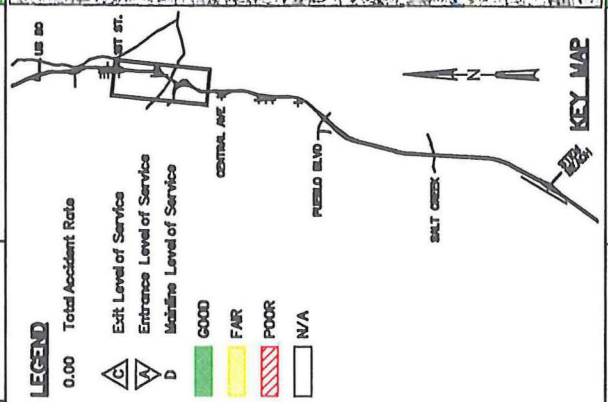 LEGEND
0.00 Total Accident Rate
C Exit Level of Service
A Entrance Level of Service
D Mainline Level of Service
GOOD
FAIR
POOR
N/A
US 50
1ST ST.
CENTRAL AVE
PUEBLO BLVD
SALT CREEK
N
KEY MAP